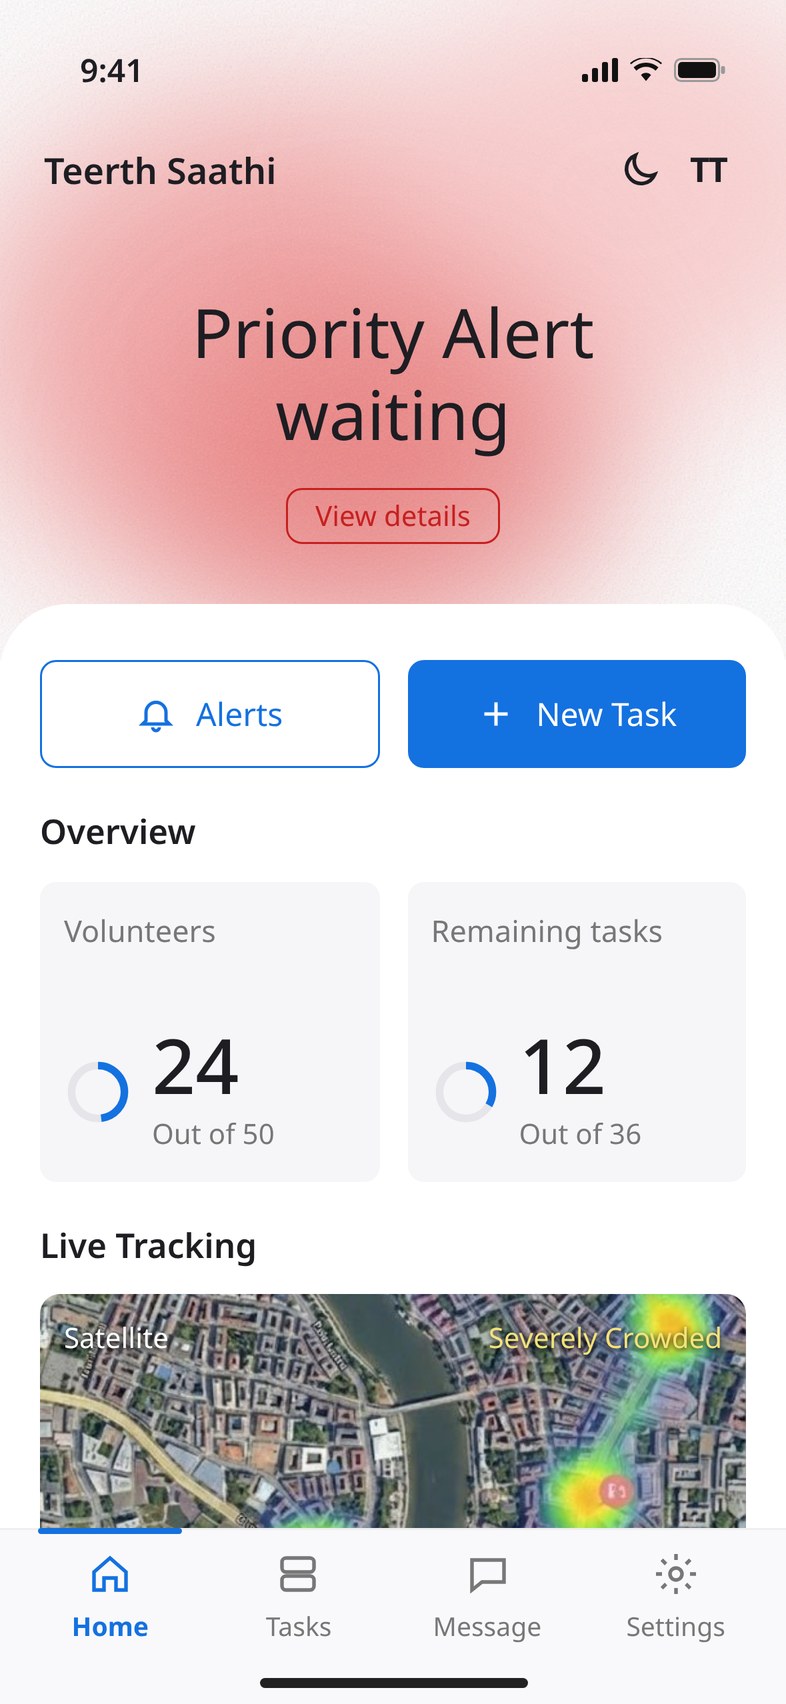 9:41
Teerth Saathi
TT
Priority Alert
waiting
View details
Alerts
New Task
Overview
Volunteers
Remaining tasks
24
Out of 50
12
Out of 36
Live Tracking
Satellite
Severely Crowded
Home
Tasks
Message
Settings